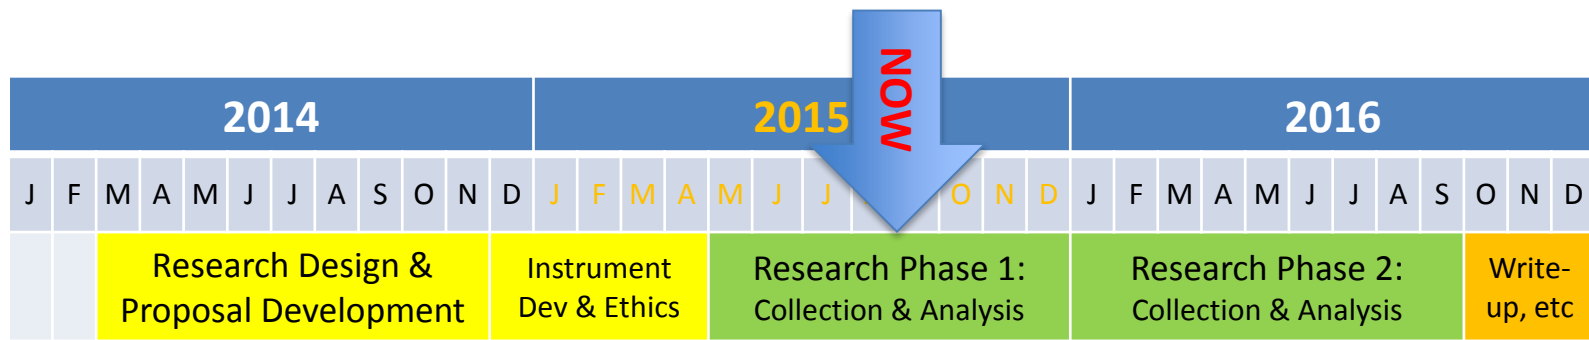 NOW
2014 2015 2016
J F M A M J J A S O N D J F M A M J J O N D J F M A M J J A S O N D
Research Design & Instrument Research Phase 1: Research Phase 2: Write-
Proposal Development Dev & Ethics Collection & Analysis Collection & Analysis up, etc